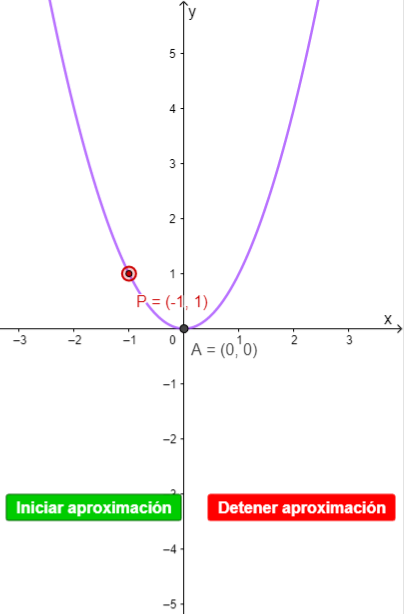 y
5
4
3
2
1
P = (-1, 1)
x
−3 −2 −1 0 1 2 3
A = (0, 0)
−1
−2
−3
Iniciar aproximación Detener aproximación
−4
−5